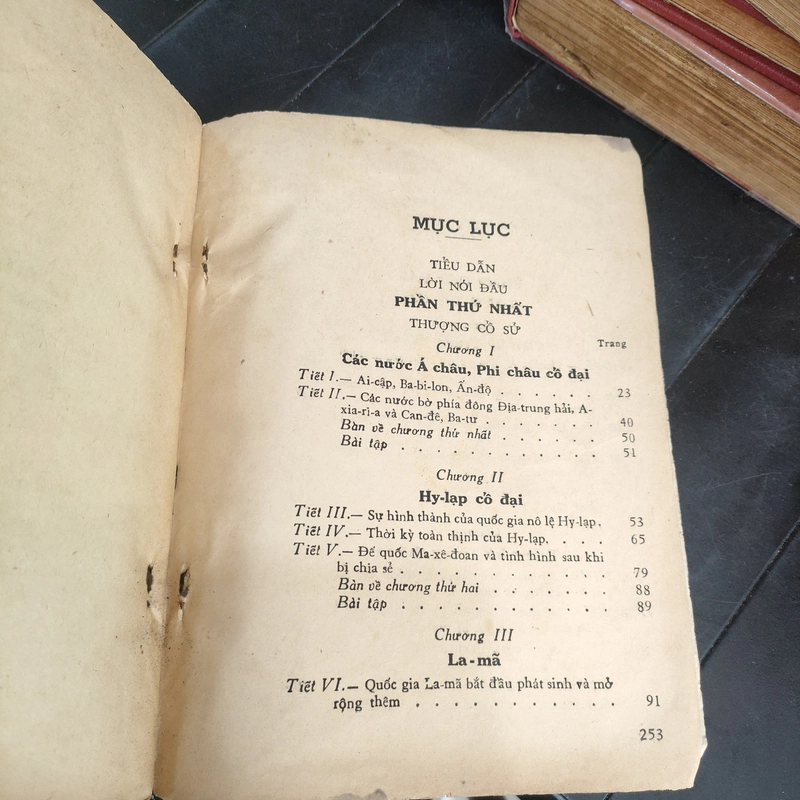 MỤC LỤC
TIỂU DẪN
LỜI NÓI ĐẦU
PHẦN THỨ NHẤT
THƯỢNG CỔ SỬ
Trang
Chương I
Các nước Á châu, Phi châu cổ đại
Tiết I.— Ai-cập, Ba-bi-lon, Ấn-độ . . . . . . 23
Tiết II.— Các nước bờ phía đông Địa-trung hải, A-
xia-ri-a và Can-đê, Ba-tư . . . . . . . 40
Bàn về chương thứ nhất . . . . . . 50
Bài tập . . . . . . . . . . . 51
Chương II
Hy-lạp cổ đại
Tiết III.— Sự hình thành của quốc gia nô lệ Hy-lạp. 53
Tiết IV.— Thời kỳ toàn thịnh của Hy-lạp. . . . 65
Tiết V.— Đế quốc Ma-xê-đoan và tình hình sau khi
bị chia sẻ . . . . . . . . . . . 79
Bàn về chương thứ hai . . . . . . . 88
Bài tập . . . . . . . . . . . 89
Chương III
La-mã
Tiết VI.— Quốc gia La-mã bắt đầu phát sinh và mở
rộng thêm . . . . . . . . . . 91
253